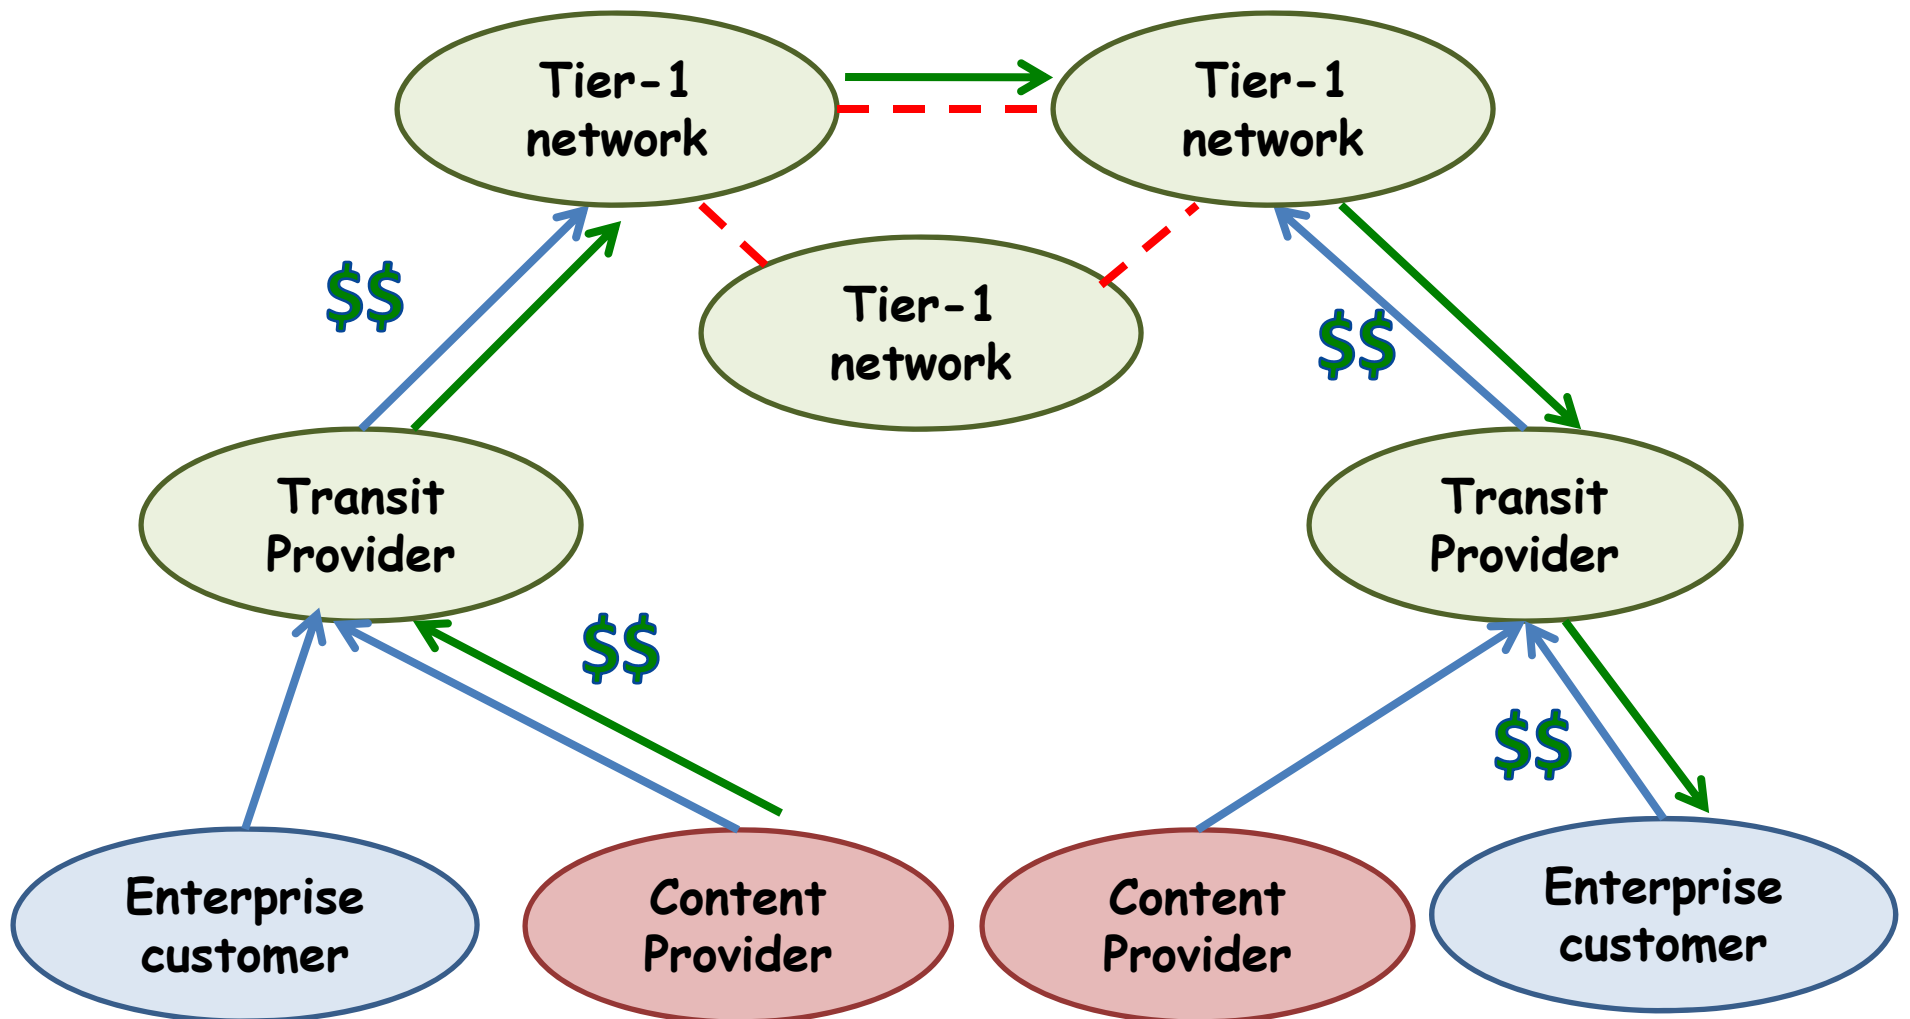 Tier-1
network
Tier-1
network
Tier-1
network
$$
$$
Transit
Provider
Transit
Provider
$$
$$
Enterprise
customer
Content
Provider
Content
Provider
Enterprise
customer